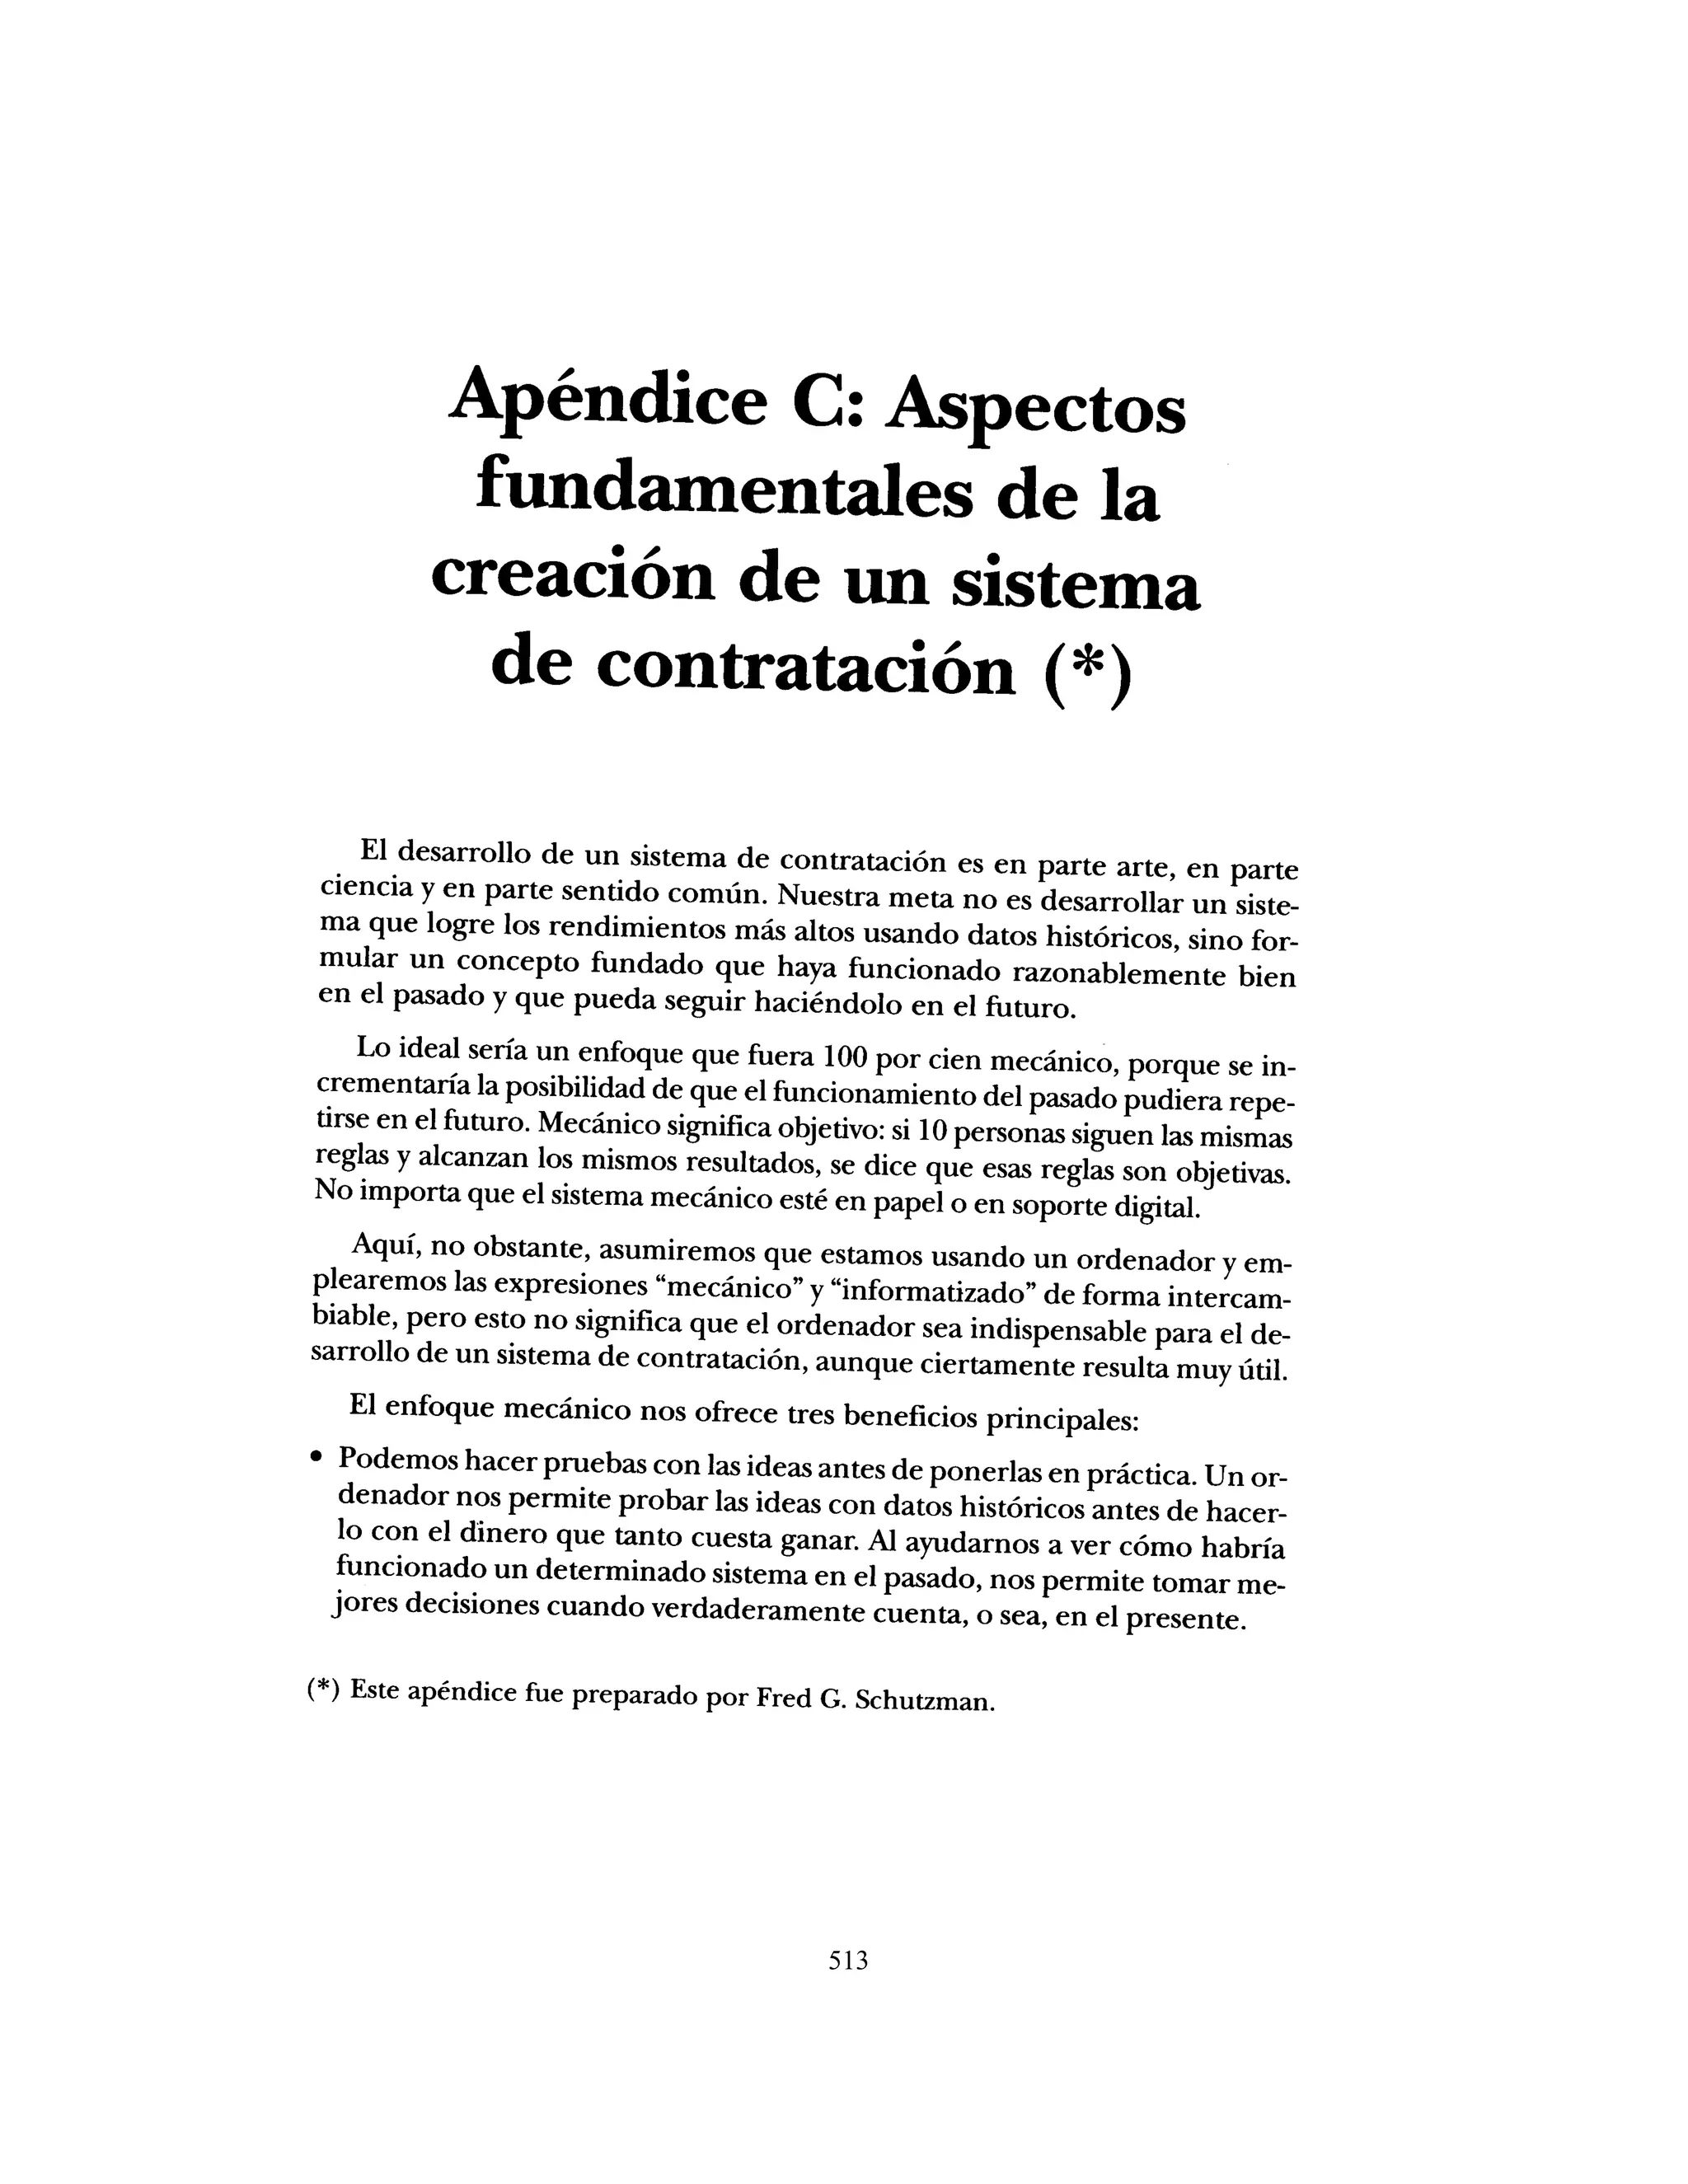 Apéndice C: Aspectos
fundamentales de la
creación de un sistema
de contratación (*)
El desarrollo de un sistema de contratación es en parte arte, en parte
ciencia y en parte sentido común. Nuestra meta no es desarrollar un siste-
ma que logre los rendimientos más altos usando datos históricos, sino for-
mular un concepto fundado que haya funcionado razonablemente bien
en el pasado y que pueda seguir haciéndolo en el futuro.
Lo ideal sería un enfoque que fuera 100 por cien mecánico, porque se in-
crementaría la posibilidad de que el funcionamiento del pasado pudiera repe-
tirse en el futuro. Mecánico significa objetivo: si 10 personas siguen las mismas
reglas y alcanzan los mismos resultados, se dice que esas reglas son objetivas.
No importa que el sistema mecánico esté en papel o en soporte digital.
Aquí, no obstante, asumiremos que estamos usando un ordenador y em-
plearemos las expresiones “mecánico” y “informatizado” de forma intercam-
biable, pero esto no significa que el ordenador sea indispensable para el de-
sarrollo de un sistema de contratación, aunque ciertamente resulta muy útil.
El enfoque mecánico nos ofrece tres beneficios principales:
• Podemos hacer pruebas con las ideas antes de ponerlas en práctica. Un or-
denador nos permite probar las ideas con datos históricos antes de hacer-
lo con el dinero que tanto cuesta ganar. Al ayudarnos a ver cómo habría
funcionado un determinado sistema en el pasado, nos permite tomar me-
jores decisiones cuando verdaderamente cuenta, o sea, en el presente.
(*) Este apéndice fue preparado por Fred G. Schutzman.
513